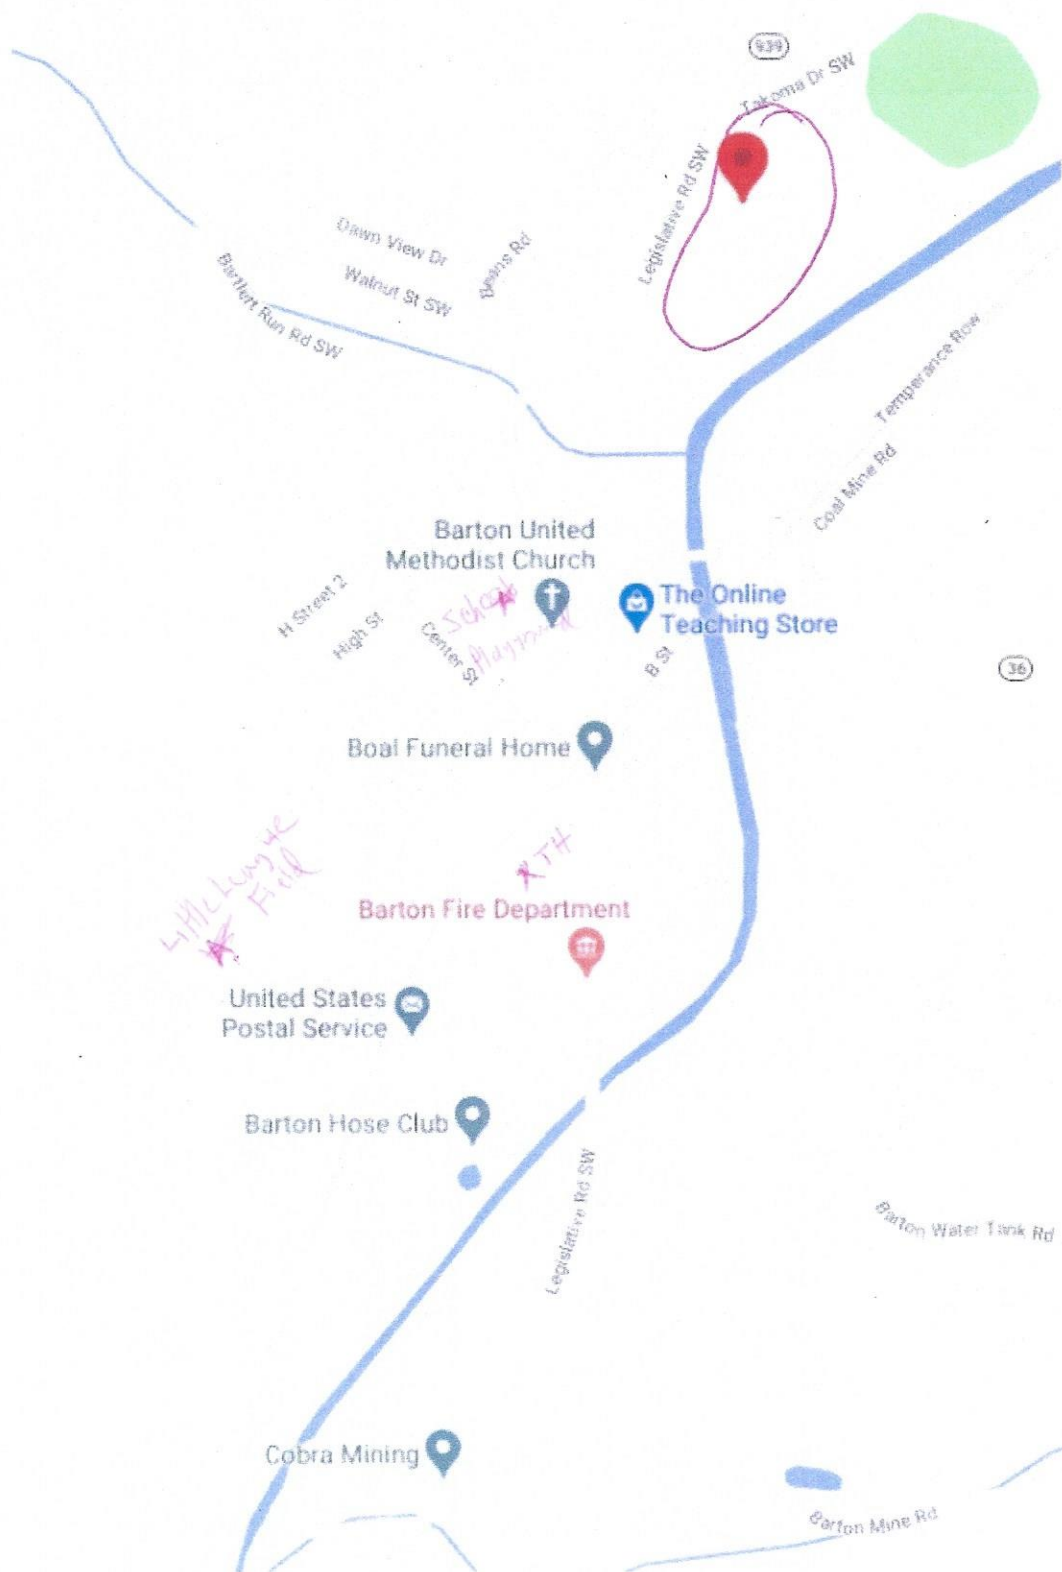 939
Takoma Dr SW
Legislative Rd SW
Dawn View Dr
Beans Rd
Walnut St SW
Bartlett Run Rd SW
Temperance Row
Coal Mine Rd
Barton United
Methodist Church
The Online
Teaching Store
H Street 2
High St
Center St
School
Playground
B St
36
Boal Funeral Home
Little League
Field
TH
Barton Fire Department
United States
Postal Service
Barton Hose Club
Legislative Rd SW
Barton Water Tank Rd
Cobra Mining
Barton Mine Rd